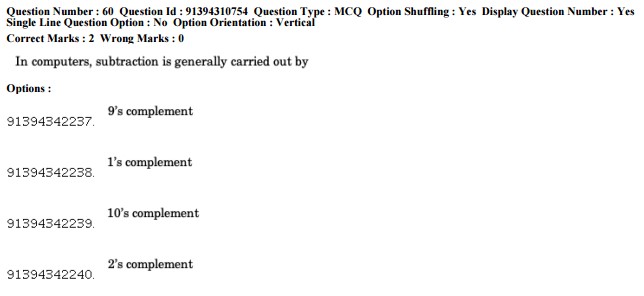 Question Number : 60 Question Id : 91394310754 Question Type : MCQ Option Shuffling : Yes Display Question Number : Yes
Single Line Question Option : No Option Orientation : Vertical
Correct Marks : 2 Wrong Marks : 0
In computers, subtraction is generally carried out by
Options :
9's complement
91394342237.
1's complement
91394342238.
10's complement
91394342239.
2's complement
91394342240.